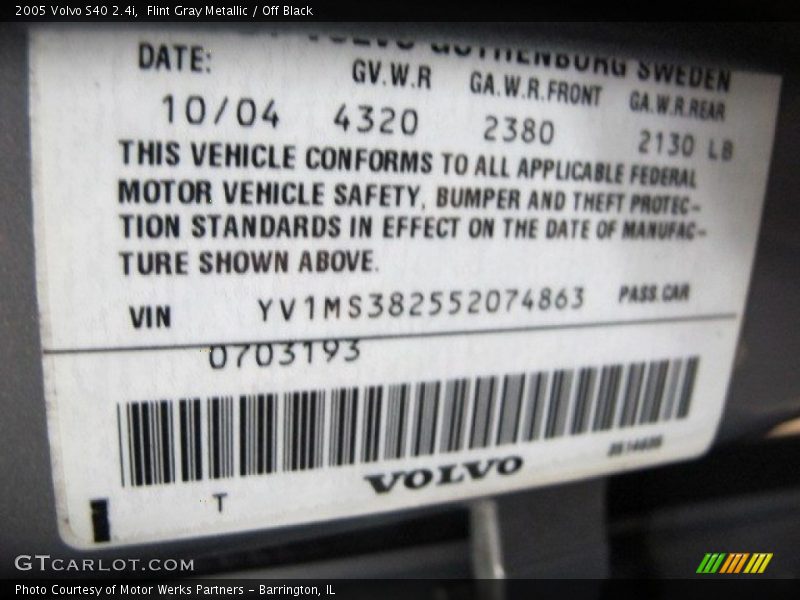 2005 Volvo S40 2.4i, Flint Gray Metallic / Off Black
VOLVO GOTHENBURG SWEDEN
DATE: GV.W.R GA.W.R.FRONT GA.W.R.REAR
10/04 4320 2380 2130 LB
THIS VEHICLE CONFORMS TO ALL APPLICABLE FEDERAL
MOTOR VEHICLE SAFETY, BUMPER AND THEFT PROTEC-
TION STANDARDS IN EFFECT ON THE DATE OF MANUFAC-
TURE SHOWN ABOVE.
VIN YV1MS382552074863 PASS.CAR
0703193
T VOLVO
GTCARLOT.COM
Photo Courtesy of Motor Werks Partners - Barrington, IL